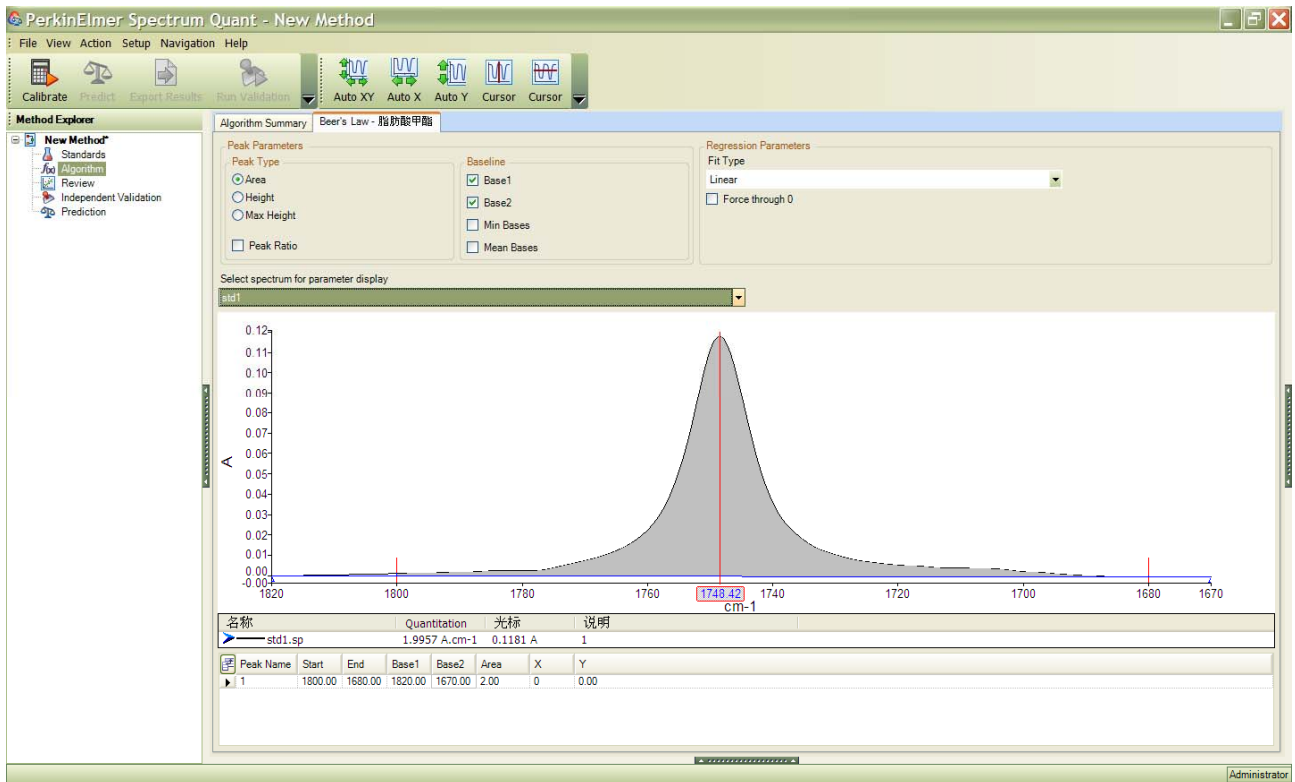 PerkinElmer Spectrum Quant - New Method
File View Action Setup Navigation Help
Calibrate Predict Export Results Run Validation Auto XY Auto X Auto Y Cursor Cursor
Method Explorer
New Method*
Standards
f(x) Algorithm
Review
Independent Validation
Prediction
Algorithm Summary Beer's Law - 脂肪酸甲酯
Peak Parameters
Peak Type
Area
Height
Max Height
Peak Ratio
Baseline
Base1
Base2
Min Bases
Mean Bases
Regression Parameters
Fit Type
Linear
Force through 0
Select spectrum for parameter display
std1
0.12
0.11
0.10
0.09
0.08
0.07
0.06
A
0.05
0.04
0.03
0.02
0.01
0.00
-0.00
1820 1800 1780 1760 1748.42 1740 1720 1700 1680 1670
cm-1
名称 Quantitation 光标 说明
std1.sp 1.9957 A.cm-1 0.1181 A 1
Peak Name Start End Base1 Base2 Area X Y
1 1800.00 1680.00 1820.00 1670.00 2.00 0 0.00
Administrator